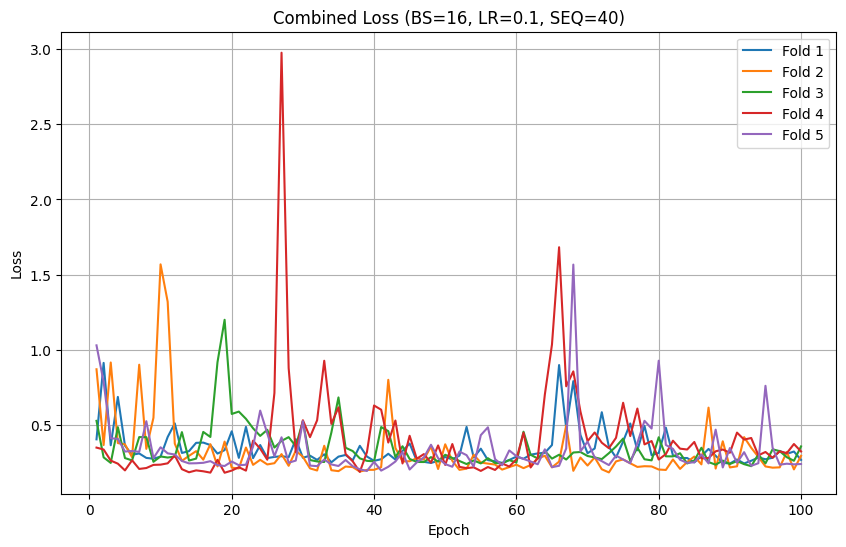 Combined Loss (BS=16, LR=0.1, SEQ=40)
Fold 1
Fold 2
Fold 3
Fold 4
Fold 5
3.0
2.5
2.0
1.5
1.0
0.5
Loss
0 20 40 60 80 100
Epoch